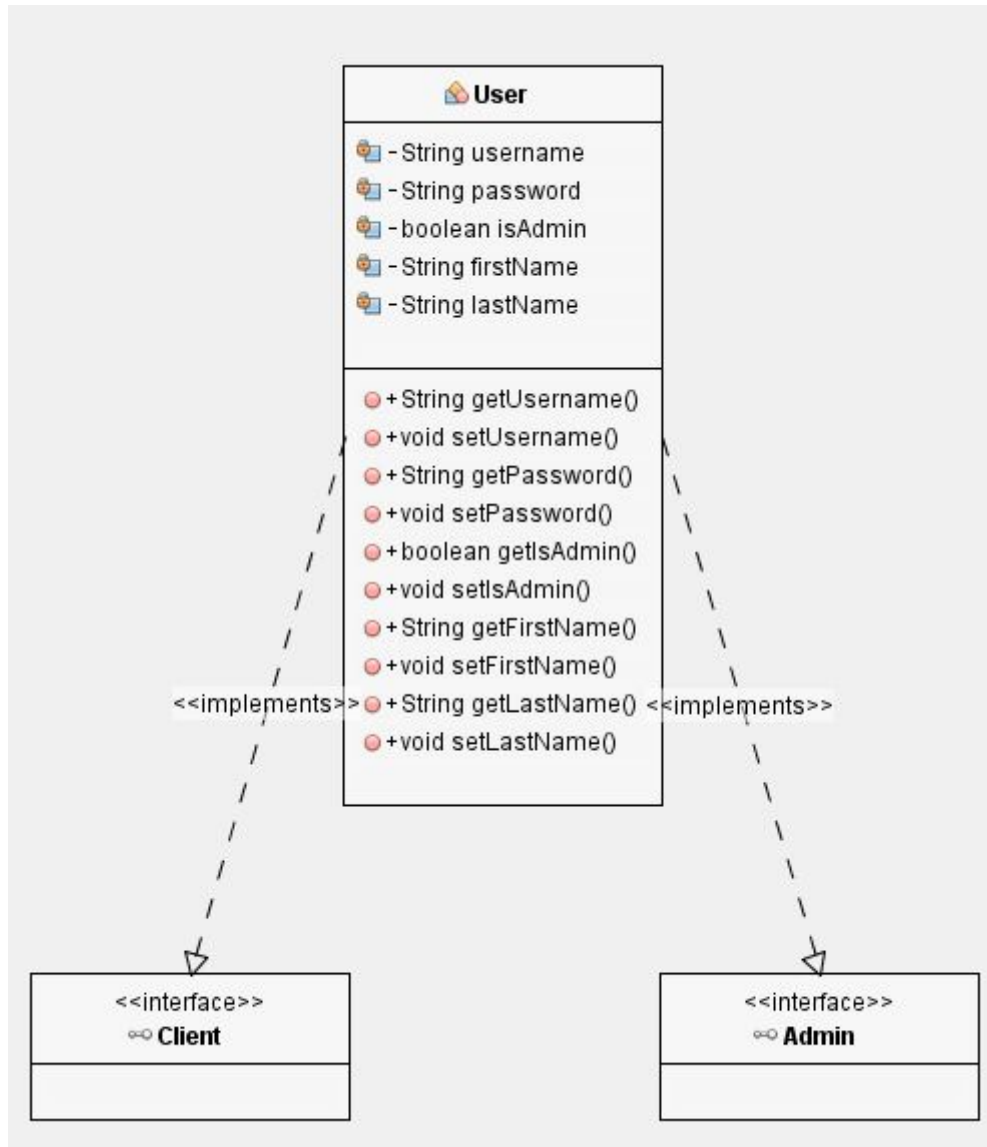 User
-String username
-String password
-boolean isAdmin
-String firstName
-String lastName
+String getUsername()
+void setUsername()
+String getPassword()
+void setPassword()
+boolean getIsAdmin()
+void setIsAdmin()
+String getFirstName()
+void setFirstName()
<<implements>>
+String getLastName()
<<implements>>
+void setLastName()
<<interface>>
Client
<<interface>>
Admin